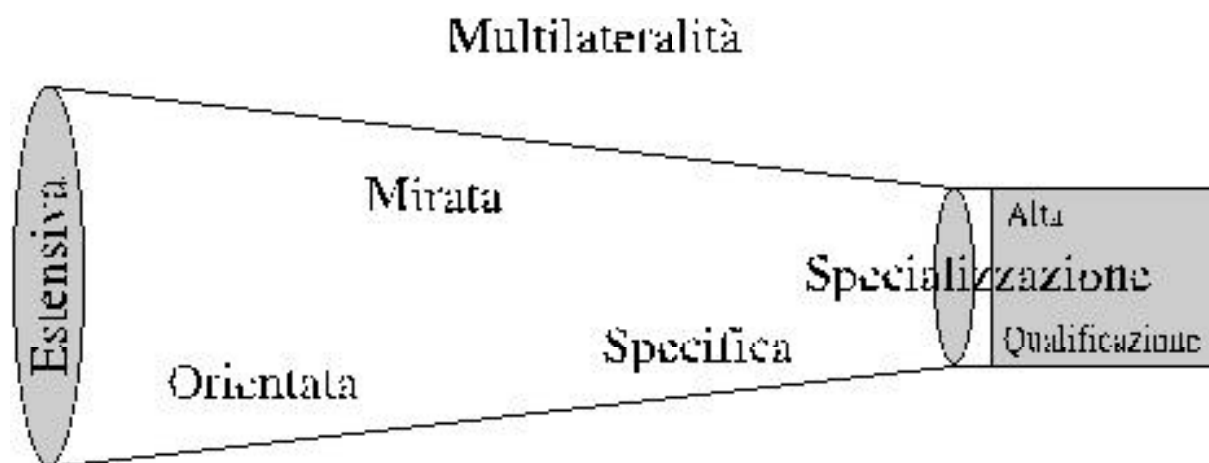 Multilateralità
Estensiva
Orientata
Mirata
Specifica
Specializzazione
Alta
Qualificazione